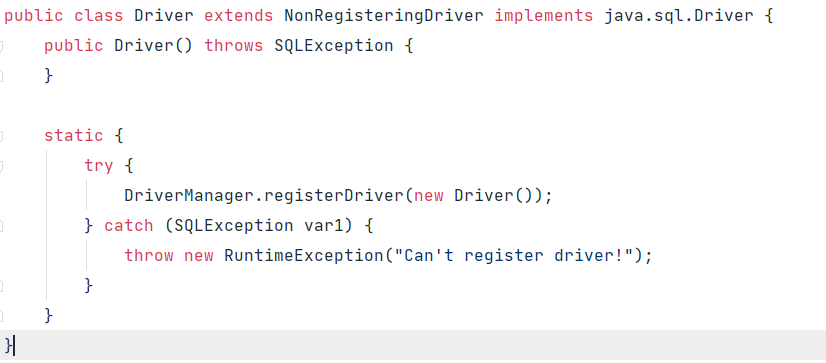 public class Driver extends NonRegisteringDriver implements java.sql.Driver {
    public Driver() throws SQLException {
    }
    static {
        try {
            DriverManager.registerDriver(new Driver());
        } catch (SQLException var1) {
            throw new RuntimeException("Can't register driver!");
        }
    }
}